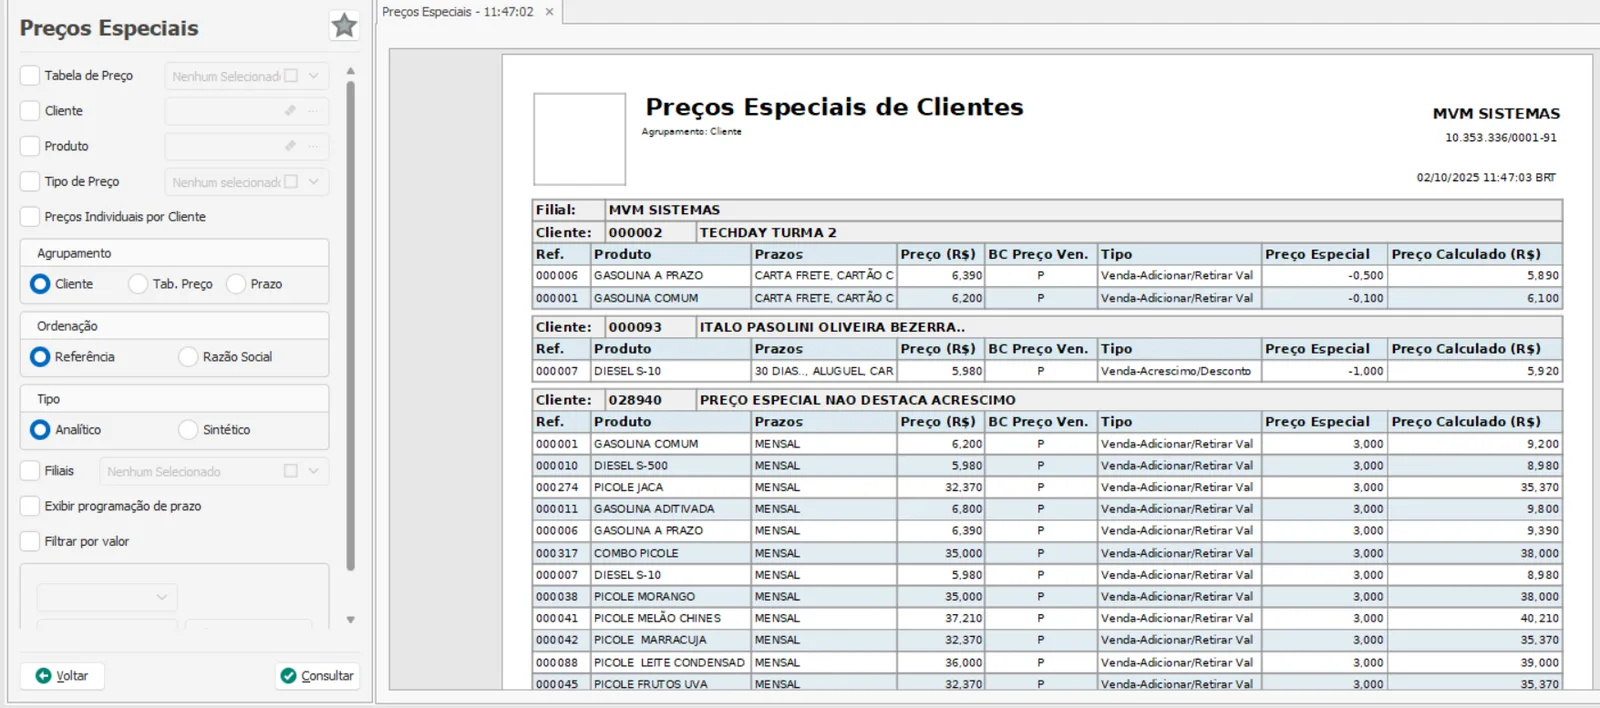 Preços Especiais
Tabela de Preço Nenhum Selecionado
Cliente
Produto
Tipo de Preço Nenhum selecionado
Preços Individuais por Cliente
Agrupamento
Cliente Tab. Preço Prazo
Ordenação
Referência Razão Social
Tipo
Analítico Sintético
Filiais Nenhum Selecionado
Exibir programação de prazo
Filtrar por valor
Voltar Consultar
Preços Especiais - 11:47:02
Preços Especiais de Clientes
Agrupamento: Cliente
MVM SISTEMAS
10.353.336/0001-91
02/10/2025 11:47:03 BRT
Filial: MVM SISTEMAS
Cliente: 000002 TECHDAY TURMA 2
Ref. Produto Prazos Preço (R$) BC Preço Ven. Tipo Preço Especial Preço Calculado (R$)
000006 GASOLINA A PRAZO CARTA FRETE, CARTÃO C 6,390 P Venda-Adicionar/Retirar Val -0,500 5,890
000001 GASOLINA COMUM CARTA FRETE, CARTÃO C 6,200 P Venda-Adicionar/Retirar Val -0,100 6,100
Cliente: 000093 ITALO PASOLINI OLIVEIRA BEZERRA..
Ref. Produto Prazos Preço (R$) BC Preço Ven. Tipo Preço Especial Preço Calculado (R$)
000007 DIESEL S-10 30 DIAS.., ALUGUEL, CAR 5,980 P Venda-Acrescimo/Desconto -1,000 5,920
Cliente: 028940 PREÇO ESPECIAL NAO DESTACA ACRESCIMO
Ref. Produto Prazos Preço (R$) BC Preço Ven. Tipo Preço Especial Preço Calculado (R$)
000001 GASOLINA COMUM MENSAL 6,200 P Venda-Adicionar/Retirar Val 3,000 9,200
000010 DIESEL S-500 MENSAL 5,980 P Venda-Adicionar/Retirar Val 3,000 8,980
000274 PICOLE JACA MENSAL 32,370 P Venda-Adicionar/Retirar Val 3,000 35,370
000011 GASOLINA ADITIVADA MENSAL 6,800 P Venda-Adicionar/Retirar Val 3,000 9,800
000006 GASOLINA A PRAZO MENSAL 6,390 P Venda-Adicionar/Retirar Val 3,000 9,390
000317 COMBO PICOLE MENSAL 35,000 P Venda-Adicionar/Retirar Val 3,000 38,000
000007 DIESEL S-10 MENSAL 5,980 P Venda-Adicionar/Retirar Val 3,000 8,980
000038 PICOLE MORANGO MENSAL 35,000 P Venda-Adicionar/Retirar Val 3,000 38,000
000041 PICOLE MELÃO CHINES MENSAL 37,210 P Venda-Adicionar/Retirar Val 3,000 40,210
000042 PICOLE MARRACUJA MENSAL 32,370 P Venda-Adicionar/Retirar Val 3,000 35,370
000088 PICOLE LEITE CONDENSAD MENSAL 36,000 P Venda-Adicionar/Retirar Val 3,000 39,000
000045 PICOLE FRUTOS UVA MENSAL 32,370 P Venda-Adicionar/Retirar Val 3,000 35,370